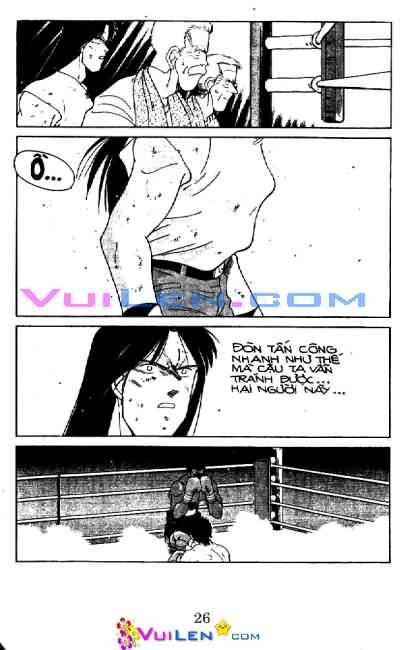 Ồ...
VUILEN.COM
ĐÒN TẤN CÔNG
NHANH NHƯ THẾ
MÀ CẬU TA VẪN
TRÁNH ĐƯỢC...
HAI NGƯỜI NÀY...
26
VUILEN.COM